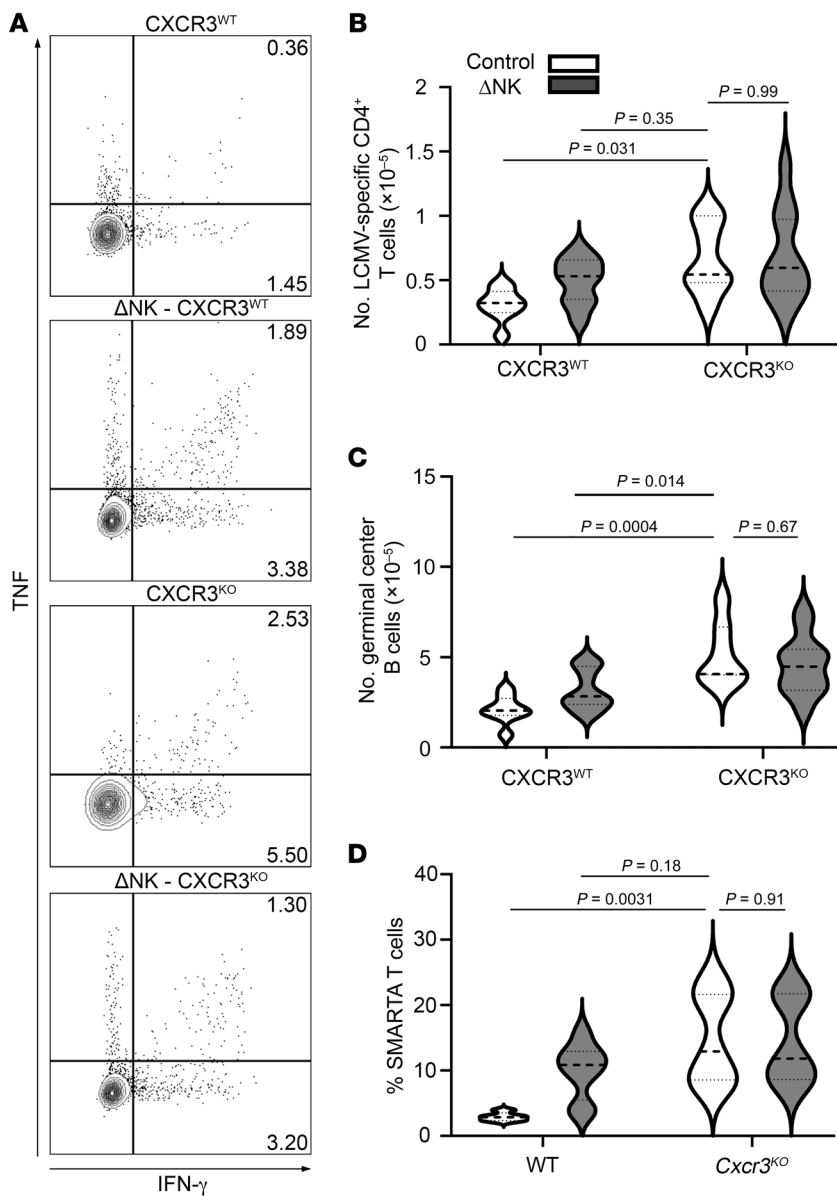 A
CXCR3WT
0.36
1.45
ΔNK - CXCR3WT
1.89
3.38
CXCR3KO
2.53
5.50
ΔNK - CXCR3KO
1.30
3.20
TNF
IFN-γ
B
Control
ΔNK
No. LCMV-specific CD4+
T cells (×10–5)
2
1.5
1
0.5
0
P = 0.99
P = 0.35
P = 0.031
CXCR3WT
CXCR3KO
C
No. germinal center
B cells (×10–5)
15
10
5
0
P = 0.014
P = 0.0004
P = 0.67
CXCR3WT
CXCR3KO
D
% SMARTA T cells
40
30
20
10
0
P = 0.18
P = 0.0031
P = 0.91
WT
Cxcr3KO